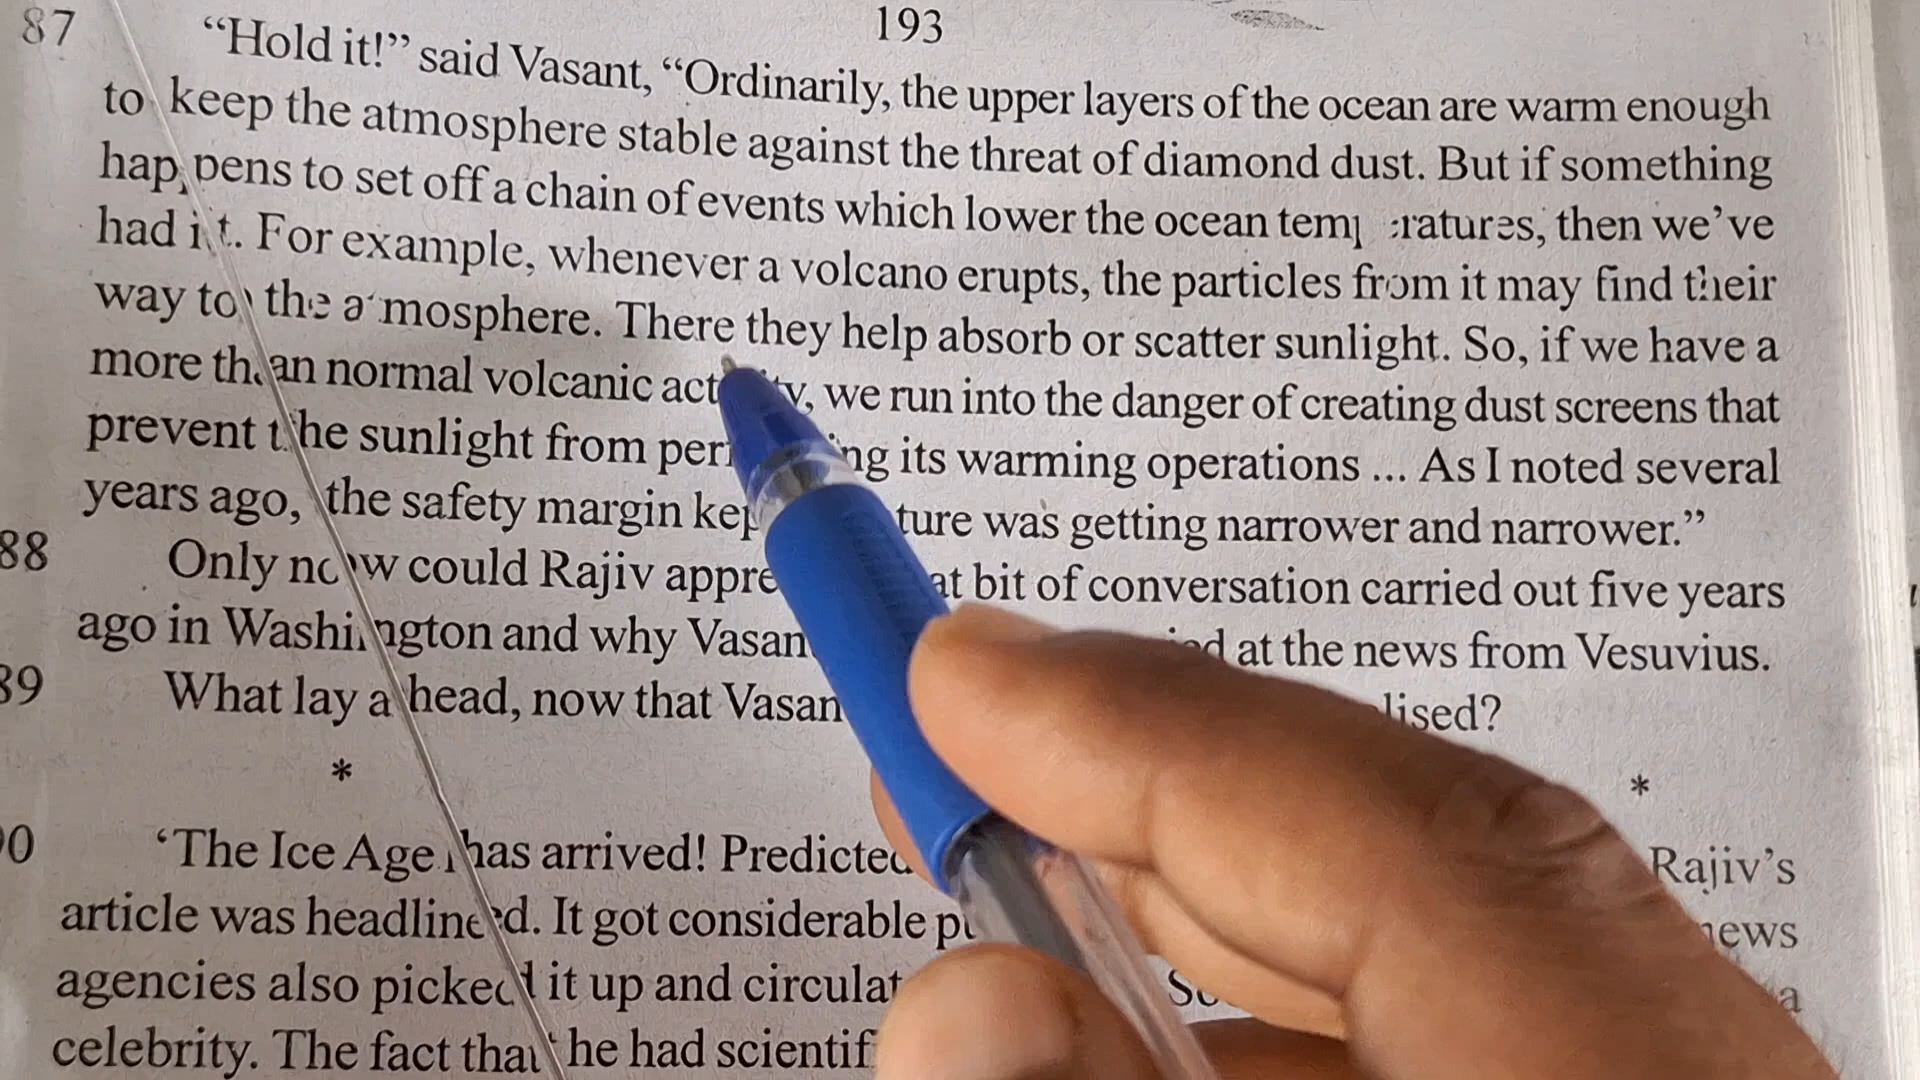 193
87 “Hold it!” said Vasant, “Ordinarily, the upper layers of the ocean are warm enough
to keep the atmosphere stable against the threat of diamond dust. But if something
happens to set off a chain of events which lower the ocean temperatures, then we’ve
had it. For example, whenever a volcano erupts, the particles from it may find their
way to the atmosphere. There they help absorb or scatter sunlight. So, if we have a
more than normal volcanic activity, we run into the danger of creating dust screens that
prevent the sunlight from performing its warming operations ... As I noted several
years ago, the safety margin kept ture was getting narrower and narrower.”
88 Only now could Rajiv appre at bit of conversation carried out five years
ago in Washington and why Vasan ed at the news from Vesuvius.
89 What lay ahead, now that Vasan lised?
* *
0 ‘The Ice Age has arrived! Predicted Rajiv’s
article was headlined. It got considerable news
agencies also picked it up and circulat a
celebrity. The fact that he had scientif